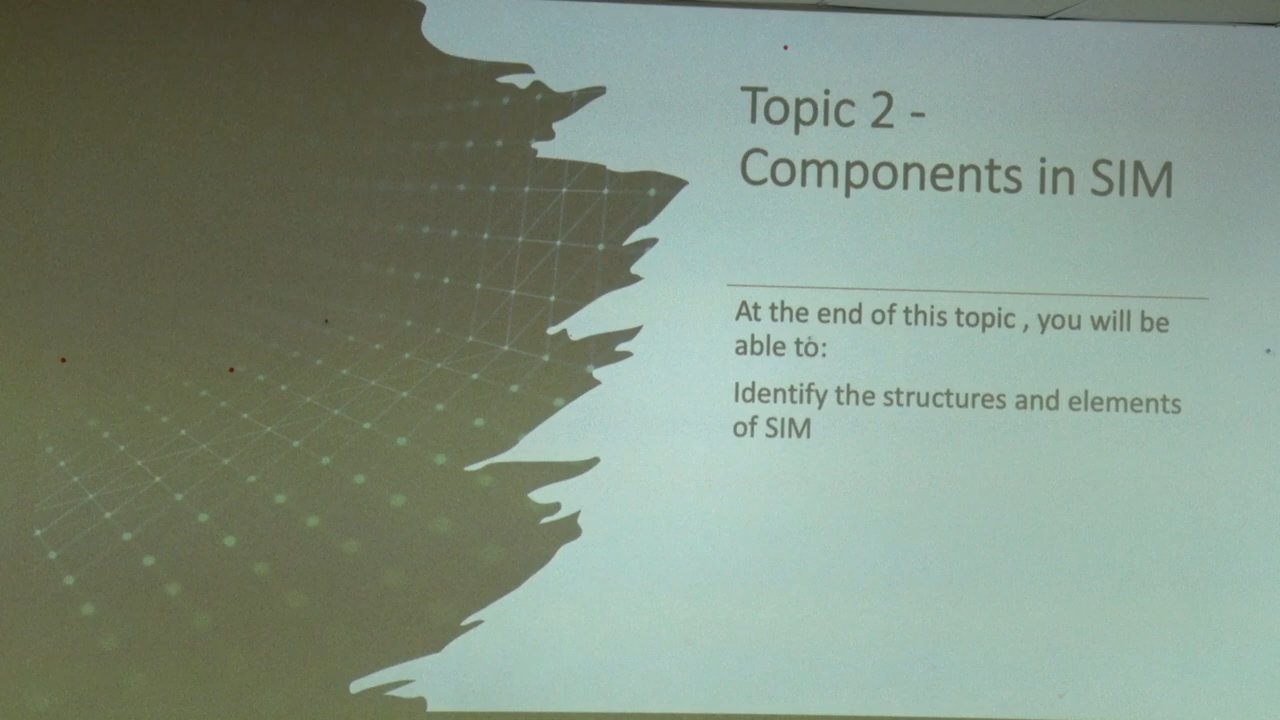 Topic 2 -
Components in SIM
At the end of this topic , you will be
able to:
Identify the structures and elements
of SIM